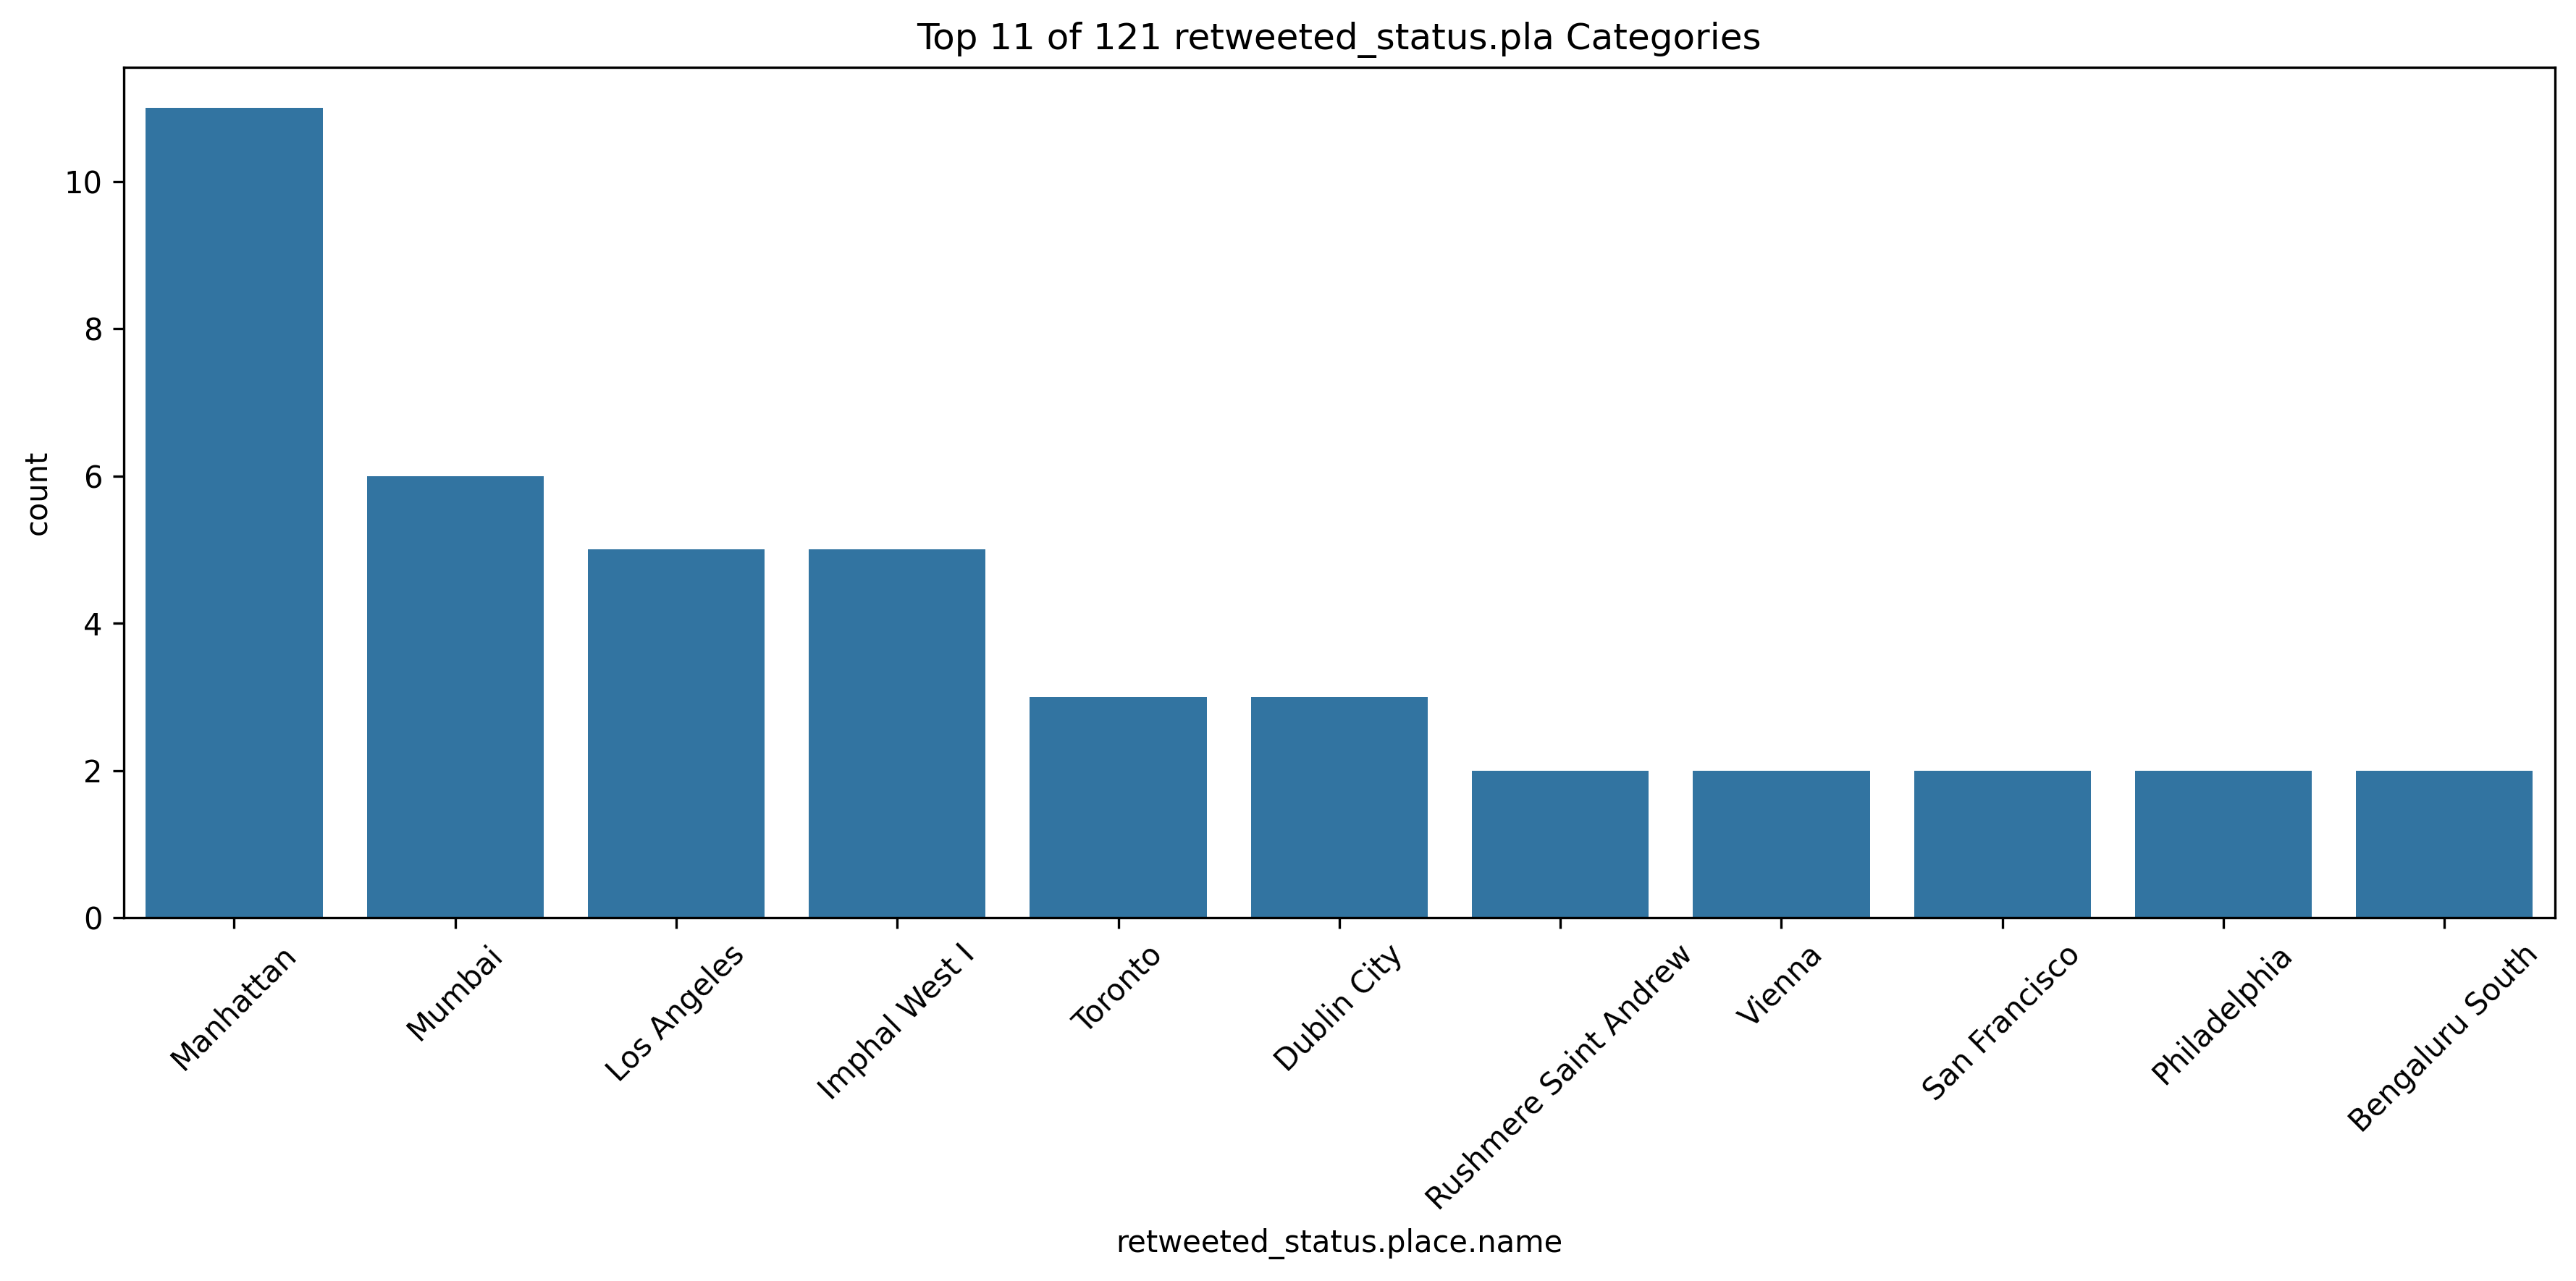 Top 11 of 121 retweeted_status.pla Categories
count
10
8
6
4
2
0
Manhattan
Mumbai
Los Angeles
Imphal West I
Toronto
Dublin City
Rushmere Saint Andrew
Vienna
San Francisco
Philadelphia
Bengaluru South
retweeted_status.place.name